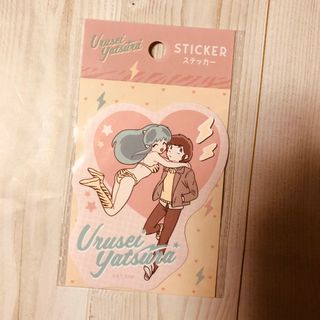 Urusei
Yatsura
STICKER
ステッカー
Urusei
Yatsura